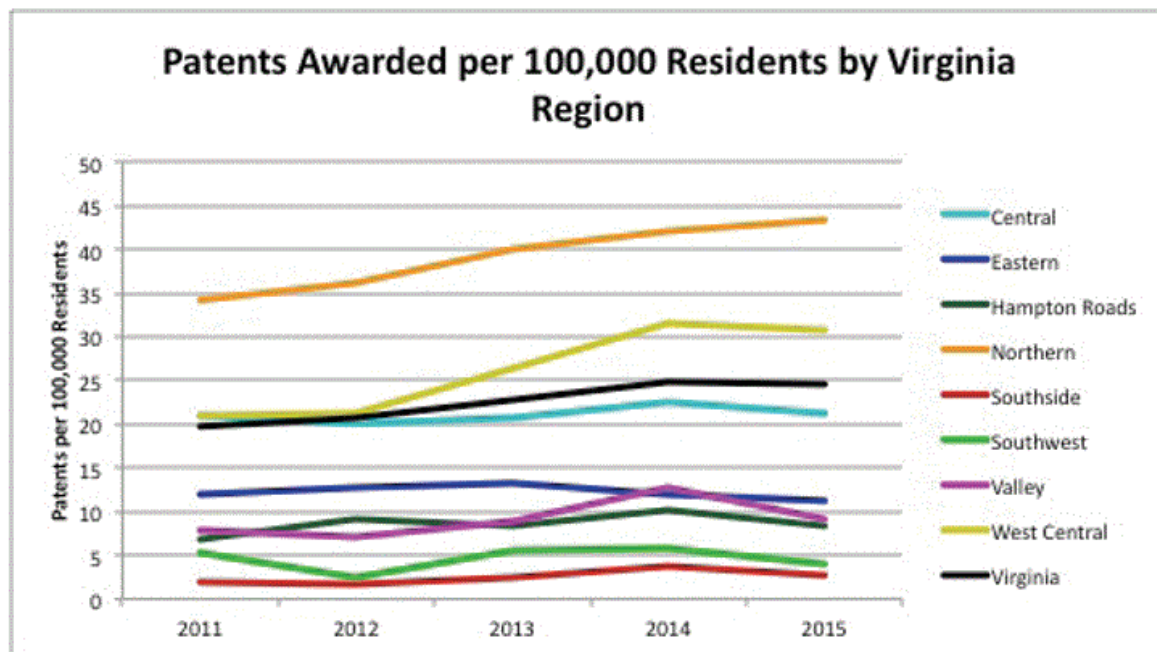 Patents Awarded per 100,000 Residents by Virginia
Region
Patents per 100,000 Residents
50
45
40
35
30
25
20
15
10
5
0
2011 2012 2013 2014 2015
Central
Eastern
Hampton Roads
Northern
Southside
Southwest
Valley
West Central
Virginia